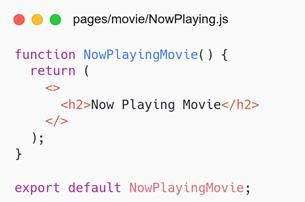 pages/movie/NowPlaying.js
function NowPlayingMovie() {
  return (
    <>
      <h2>Now Playing Movie</h2>
    </>
  );
}
export default NowPlayingMovie;